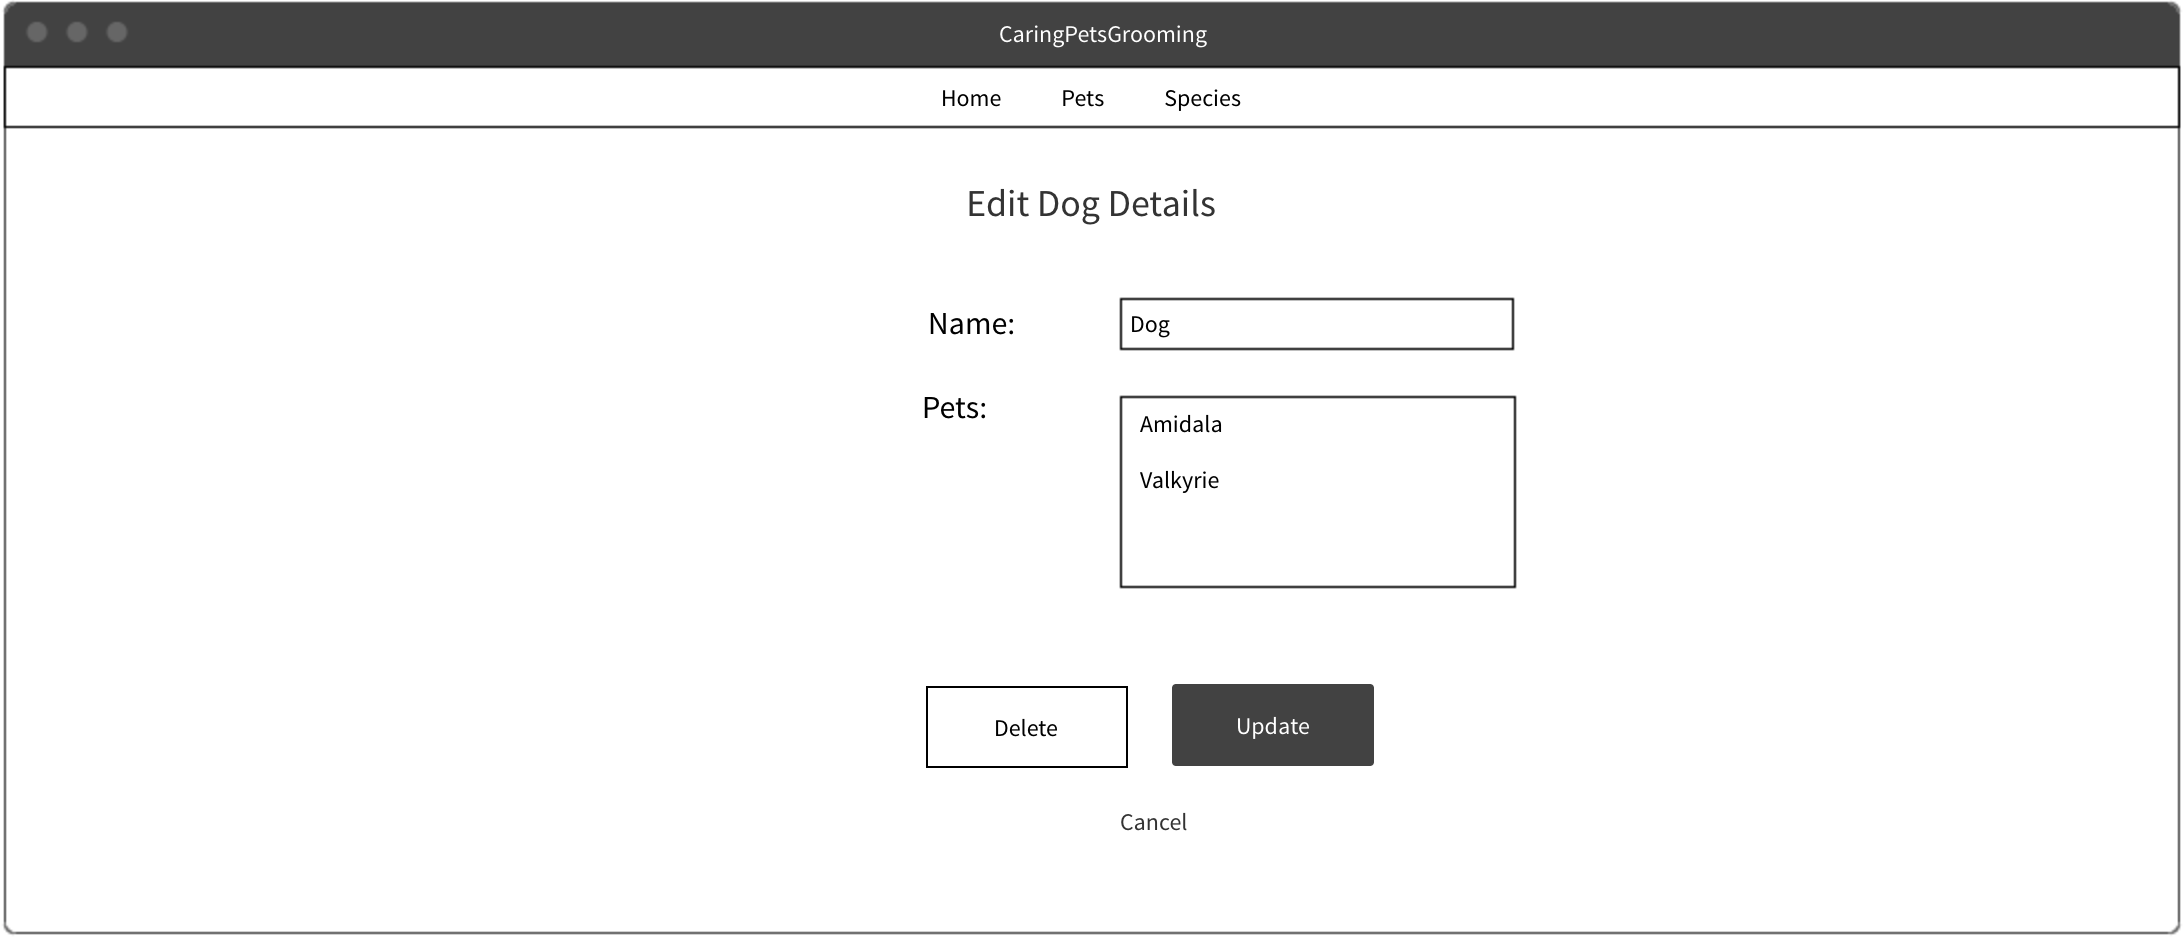 CaringPetsGrooming
Home Pets Species
Edit Dog Details
Name: Dog
Pets: Amidala
Valkyrie
Delete Update
Cancel